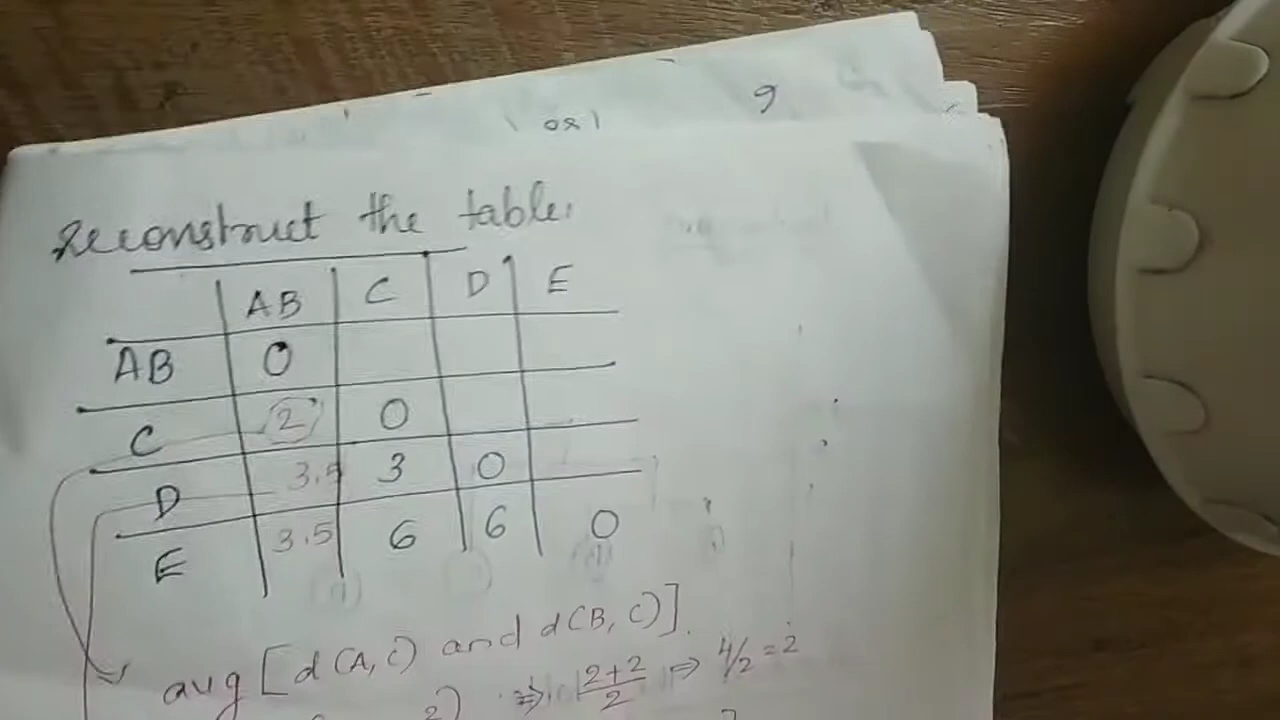 9
Reconstruct the table.
AB C D E
AB 0
C 2 0
D 3.5 3 0
E 3.5 6 6 0
avg [d(A,C) and d(B,C)].
⇒ 2+2/2 ⇒ 4/2 = 2